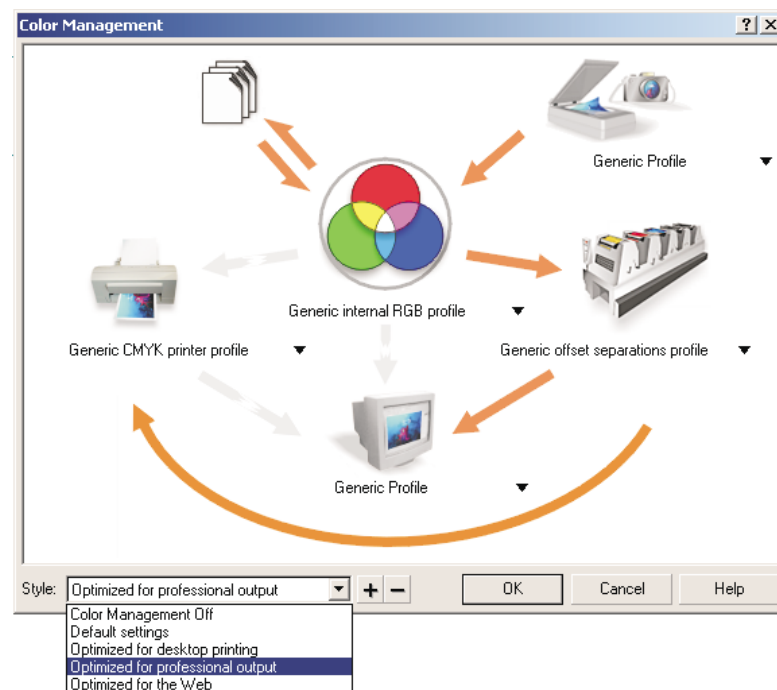 Color Management
Generic Profile
Generic internal RGB profile
Generic CMYK printer profile
Generic offset separations profile
Generic Profile
Style:
Optimized for professional output
OK
Cancel
Help
Color Management Off
Default settings
Optimized for desktop printing
Optimized for professional output
Optimized for the Web